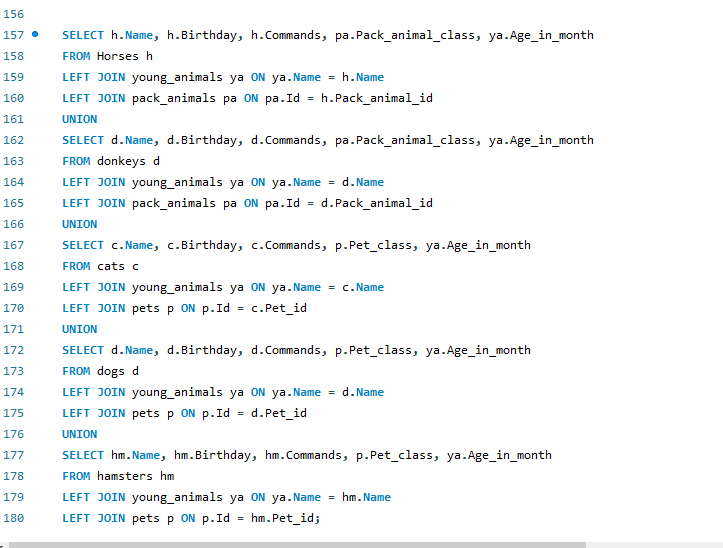 156
157 SELECT h.Name, h.Birthday, h.Commands, pa.Pack_animal_class, ya.Age_in_month
158 FROM Horses h
159 LEFT JOIN young_animals ya ON ya.Name = h.Name
160 LEFT JOIN pack_animals pa ON pa.Id = h.Pack_animal_id
161 UNION
162 SELECT d.Name, d.Birthday, d.Commands, pa.Pack_animal_class, ya.Age_in_month
163 FROM donkeys d
164 LEFT JOIN young_animals ya ON ya.Name = d.Name
165 LEFT JOIN pack_animals pa ON pa.Id = d.Pack_animal_id
166 UNION
167 SELECT c.Name, c.Birthday, c.Commands, p.Pet_class, ya.Age_in_month
168 FROM cats c
169 LEFT JOIN young_animals ya ON ya.Name = c.Name
170 LEFT JOIN pets p ON p.Id = c.Pet_id
171 UNION
172 SELECT d.Name, d.Birthday, d.Commands, p.Pet_class, ya.Age_in_month
173 FROM dogs d
174 LEFT JOIN young_animals ya ON ya.Name = d.Name
175 LEFT JOIN pets p ON p.Id = d.Pet_id
176 UNION
177 SELECT hm.Name, hm.Birthday, hm.Commands, p.Pet_class, ya.Age_in_month
178 FROM hamsters hm
179 LEFT JOIN young_animals ya ON ya.Name = hm.Name
180 LEFT JOIN pets p ON p.Id = hm.Pet_id;